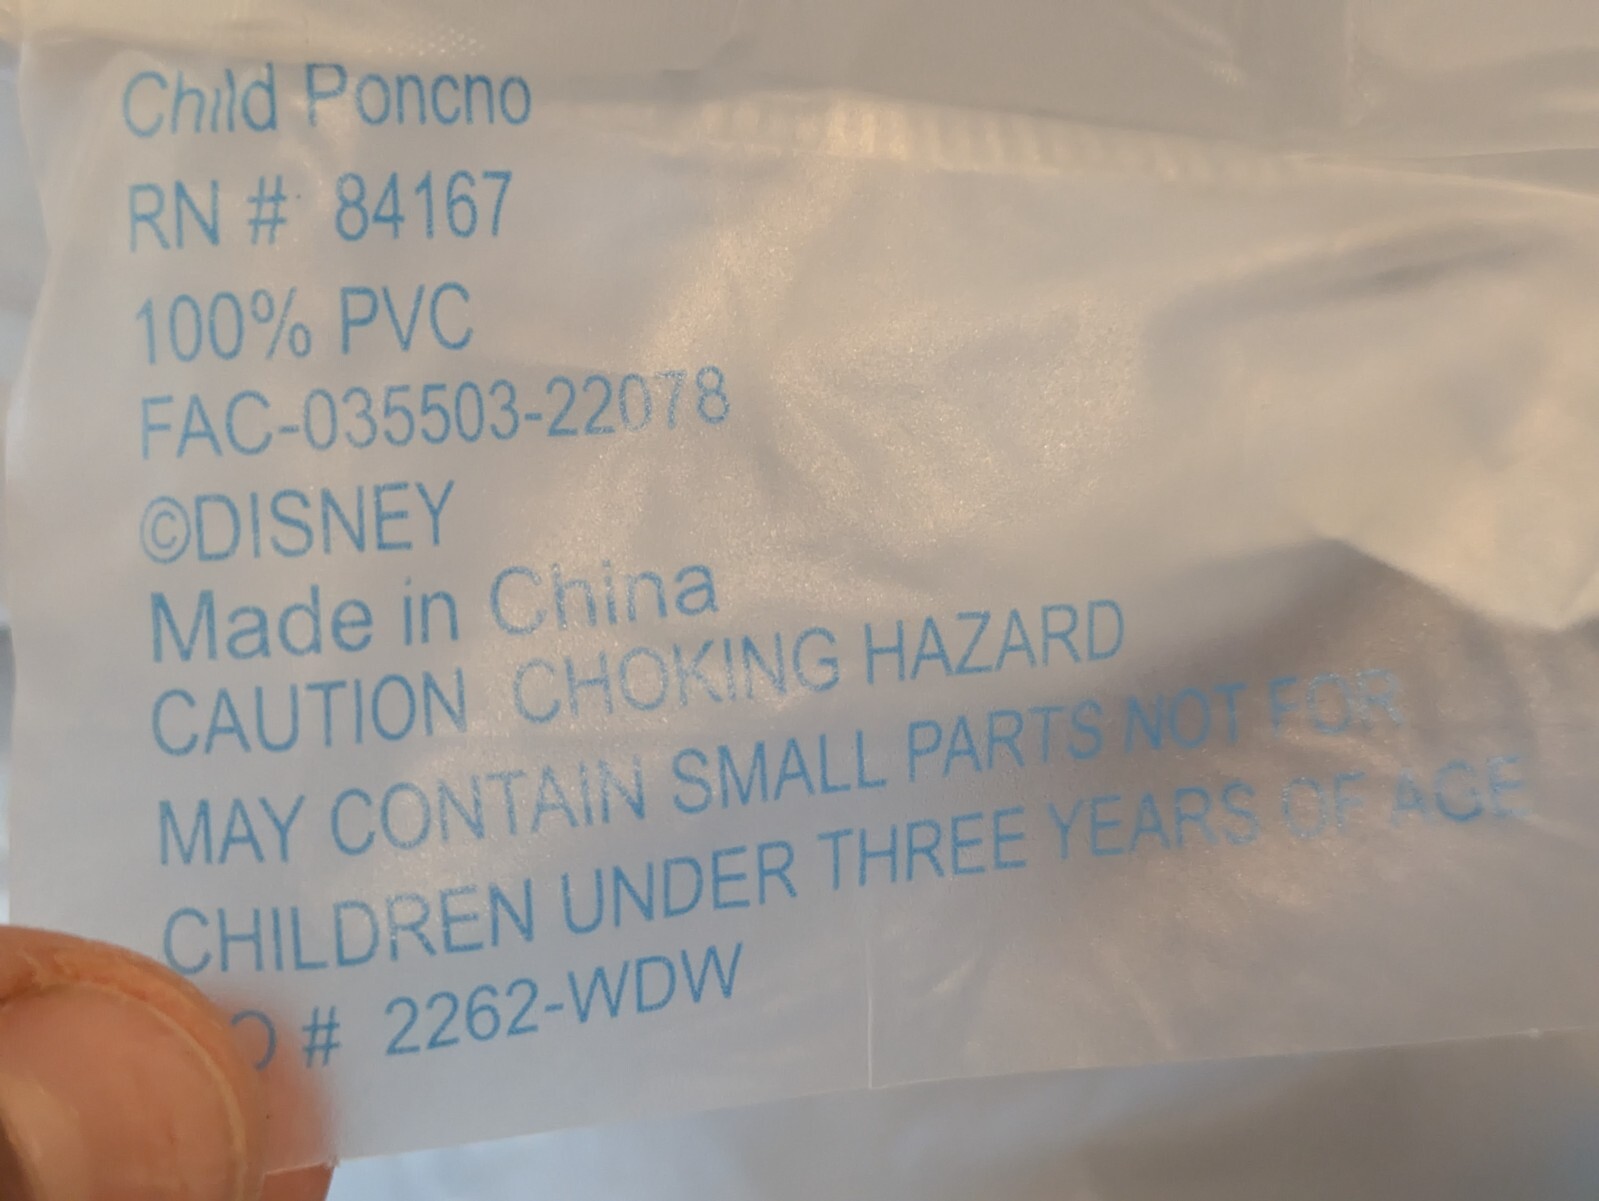 Child Poncho
RN # 84167
100% PVC
FAC-035503-22078
©DISNEY
Made in China
CAUTION CHOKING HAZARD
MAY CONTAIN SMALL PARTS NOT FOR
CHILDREN UNDER THREE YEARS OF AGE
# 2262-WDW